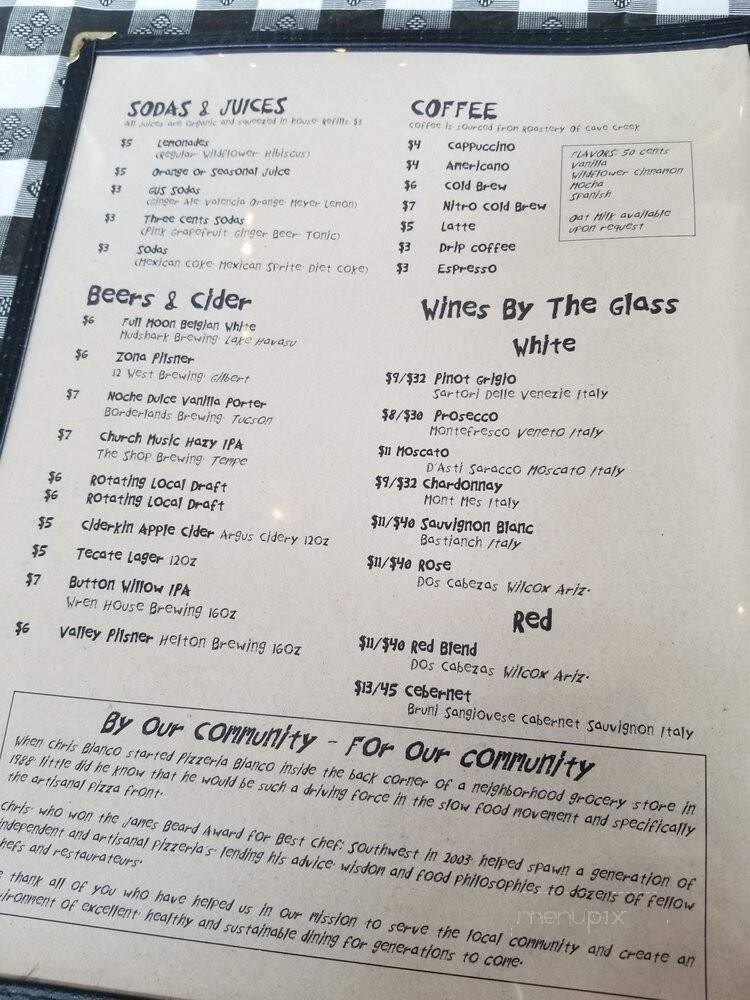 SODAS & JUICES
All juices are organic and squeezed in house. Refills $3
$5 Lemonades
(Regular Wildflower Hibiscus)
$5 Orange or Seasonal Juice
$3 GUS Sodas
(Ginger Ale Valencia Orange Meyer Lemon)
$3 Three Cents Sodas
(Pink Grapefruit Ginger Beer Tonic)
$3 Sodas
(Mexican Coke Mexican Sprite Diet Coke)
COFFEE
Coffee is sourced from Roastery of Cave Creek
$4 Cappuccino
$4 Americano
$6 Cold Brew
$7 Nitro Cold Brew
$5 Latte
$3 Drip Coffee
$3 Espresso
FLAVORS 50 cents
Vanilla
Wildflower Cinnamon
Mocha
Spanish
Oat Milk available
upon request
Beers & Cider
$6 Full Moon Belgian White
Mudshark Brewing Lake Havasu
$6 Zona Pilsner
12 West Brewing Gilbert
$7 Noche Dulce Vanilla Porter
Borderlands Brewing Tucson
$7 Church Music Hazy IPA
The Shop Brewing Tempe
$6 Rotating Local Draft
$6 Rotating Local Draft
$5 Ciderkin Apple Cider Argus Cidery 12oz
$5 Tecate Lager 12oz
$7 Button Willow IPA
Wren House Brewing 16oz
$6 Valley Pilsner Helton Brewing 16oz
Wines By The Glass
White
$9/$32 Pinot Grigio
Sartori Delle Venezie Italy
$8/$30 Prosecco
Montefresco Veneto Italy
$11 Moscato
D'Asti Saracco Moscato Italy
$9/$32 Chardonnay
Mont Mes Italy
$11/$40 Sauvignon Blanc
Bastianch Italy
$11/$40 Rose
Dos Cabezas Wilcox Ariz.
Red
$11/$40 Red Blend
Dos Cabezas Wilcox Ariz.
$13/45 Cebernet
Bruni Sangiovese Cabernet Sauvignon Italy
By Our Community - For Our Community
When Chris Bianco started Pizzeria Bianco inside the back corner of a neighborhood grocery store in
1988 little did he know that he would be such a driving force in the slow food movement and specifically
the artisanal pizza front.
Chris who won the James Beard Award for Best Chef: Southwest in 2003 helped spawn a generation of
independent and artisanal pizzeria's lending his advice wisdom and food philosophies to dozens of fellow
hefs and restaurateurs.
thank all of you who have helped us in our mission to serve the local community and create an
vironment of excellent healthy and sustainable dining for generations to come.
menupix